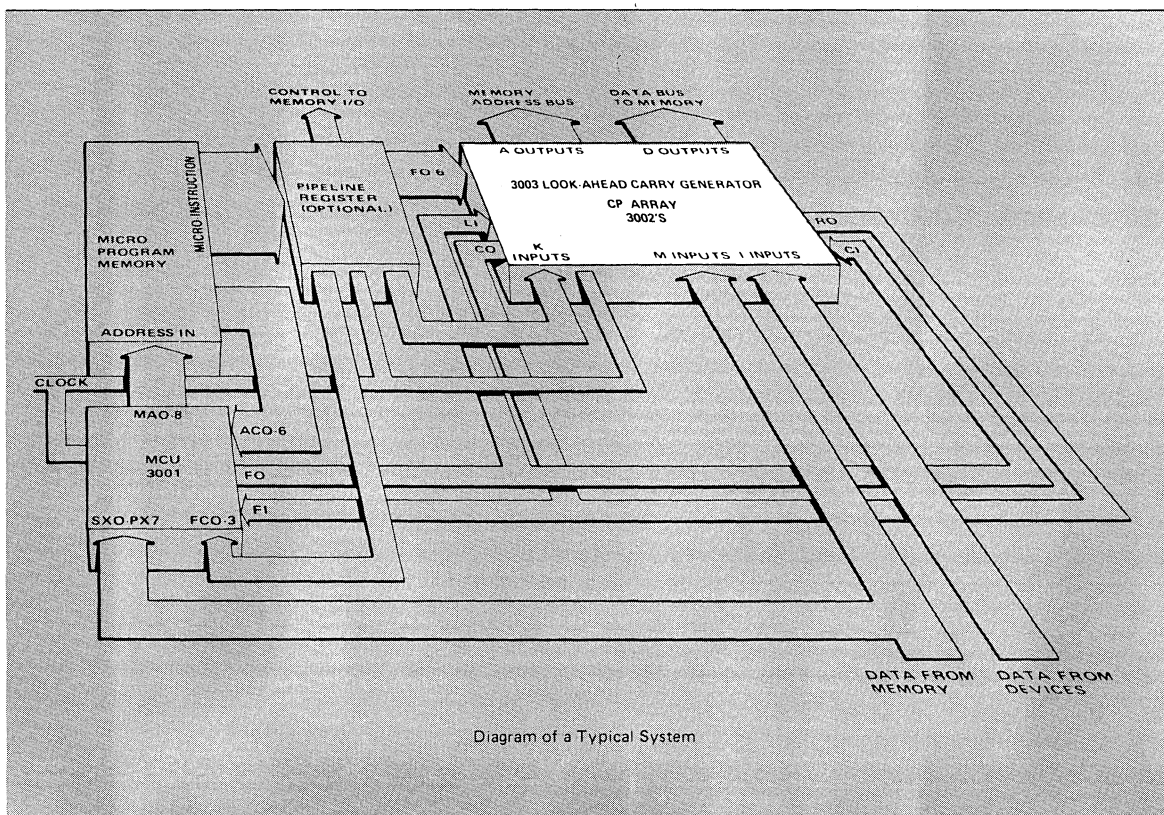 CONTROL TO
MEMORY I/O
MEMORY
ADDRESS BUS
DATA BUS
TO MEMORY
A OUTPUTS
D OUTPUTS
MICRO INSTRUCTION
PIPELINE
REGISTER
(OPTIONAL)
FO-6
3003 LOOK-AHEAD CARRY GENERATOR
CP ARRAY
3002'S
LI
RO
MICRO
PROGRAM
MEMORY
CO
K
INPUTS
M INPUTS
I INPUTS
CI
ADDRESS IN
CLOCK
MAO-8
ACO-6
MCU
3001
FO
FI
SXO-PX7
FCO-3
DATA FROM
MEMORY
DATA FROM
DEVICES
Diagram of a Typical System